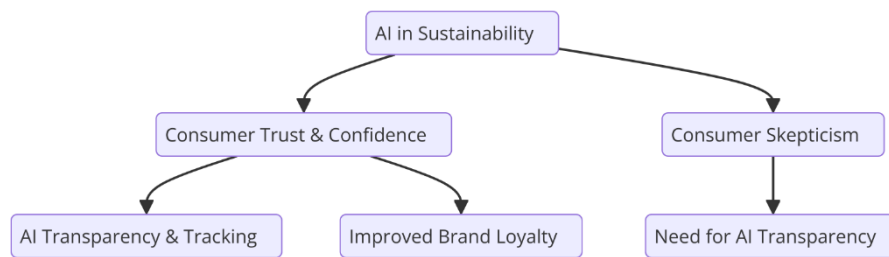 AI in Sustainability
Consumer Trust & Confidence
Consumer Skepticism
AI Transparency & Tracking
Improved Brand Loyalty
Need for AI Transparency